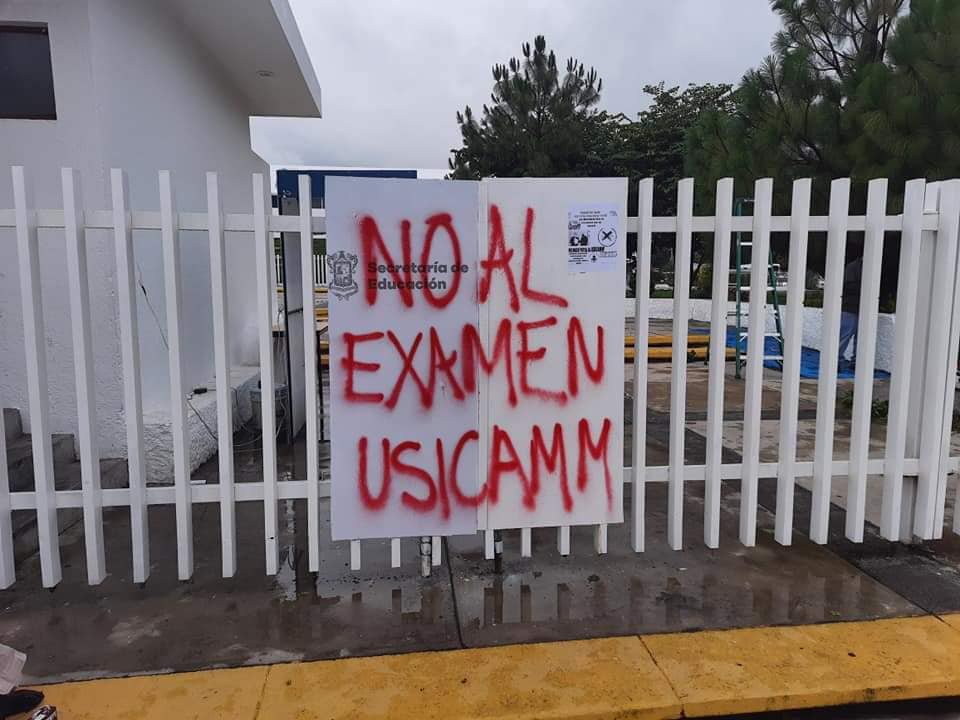 NO AL
Secretaría de
Educación
EXAMEN
USICAMM